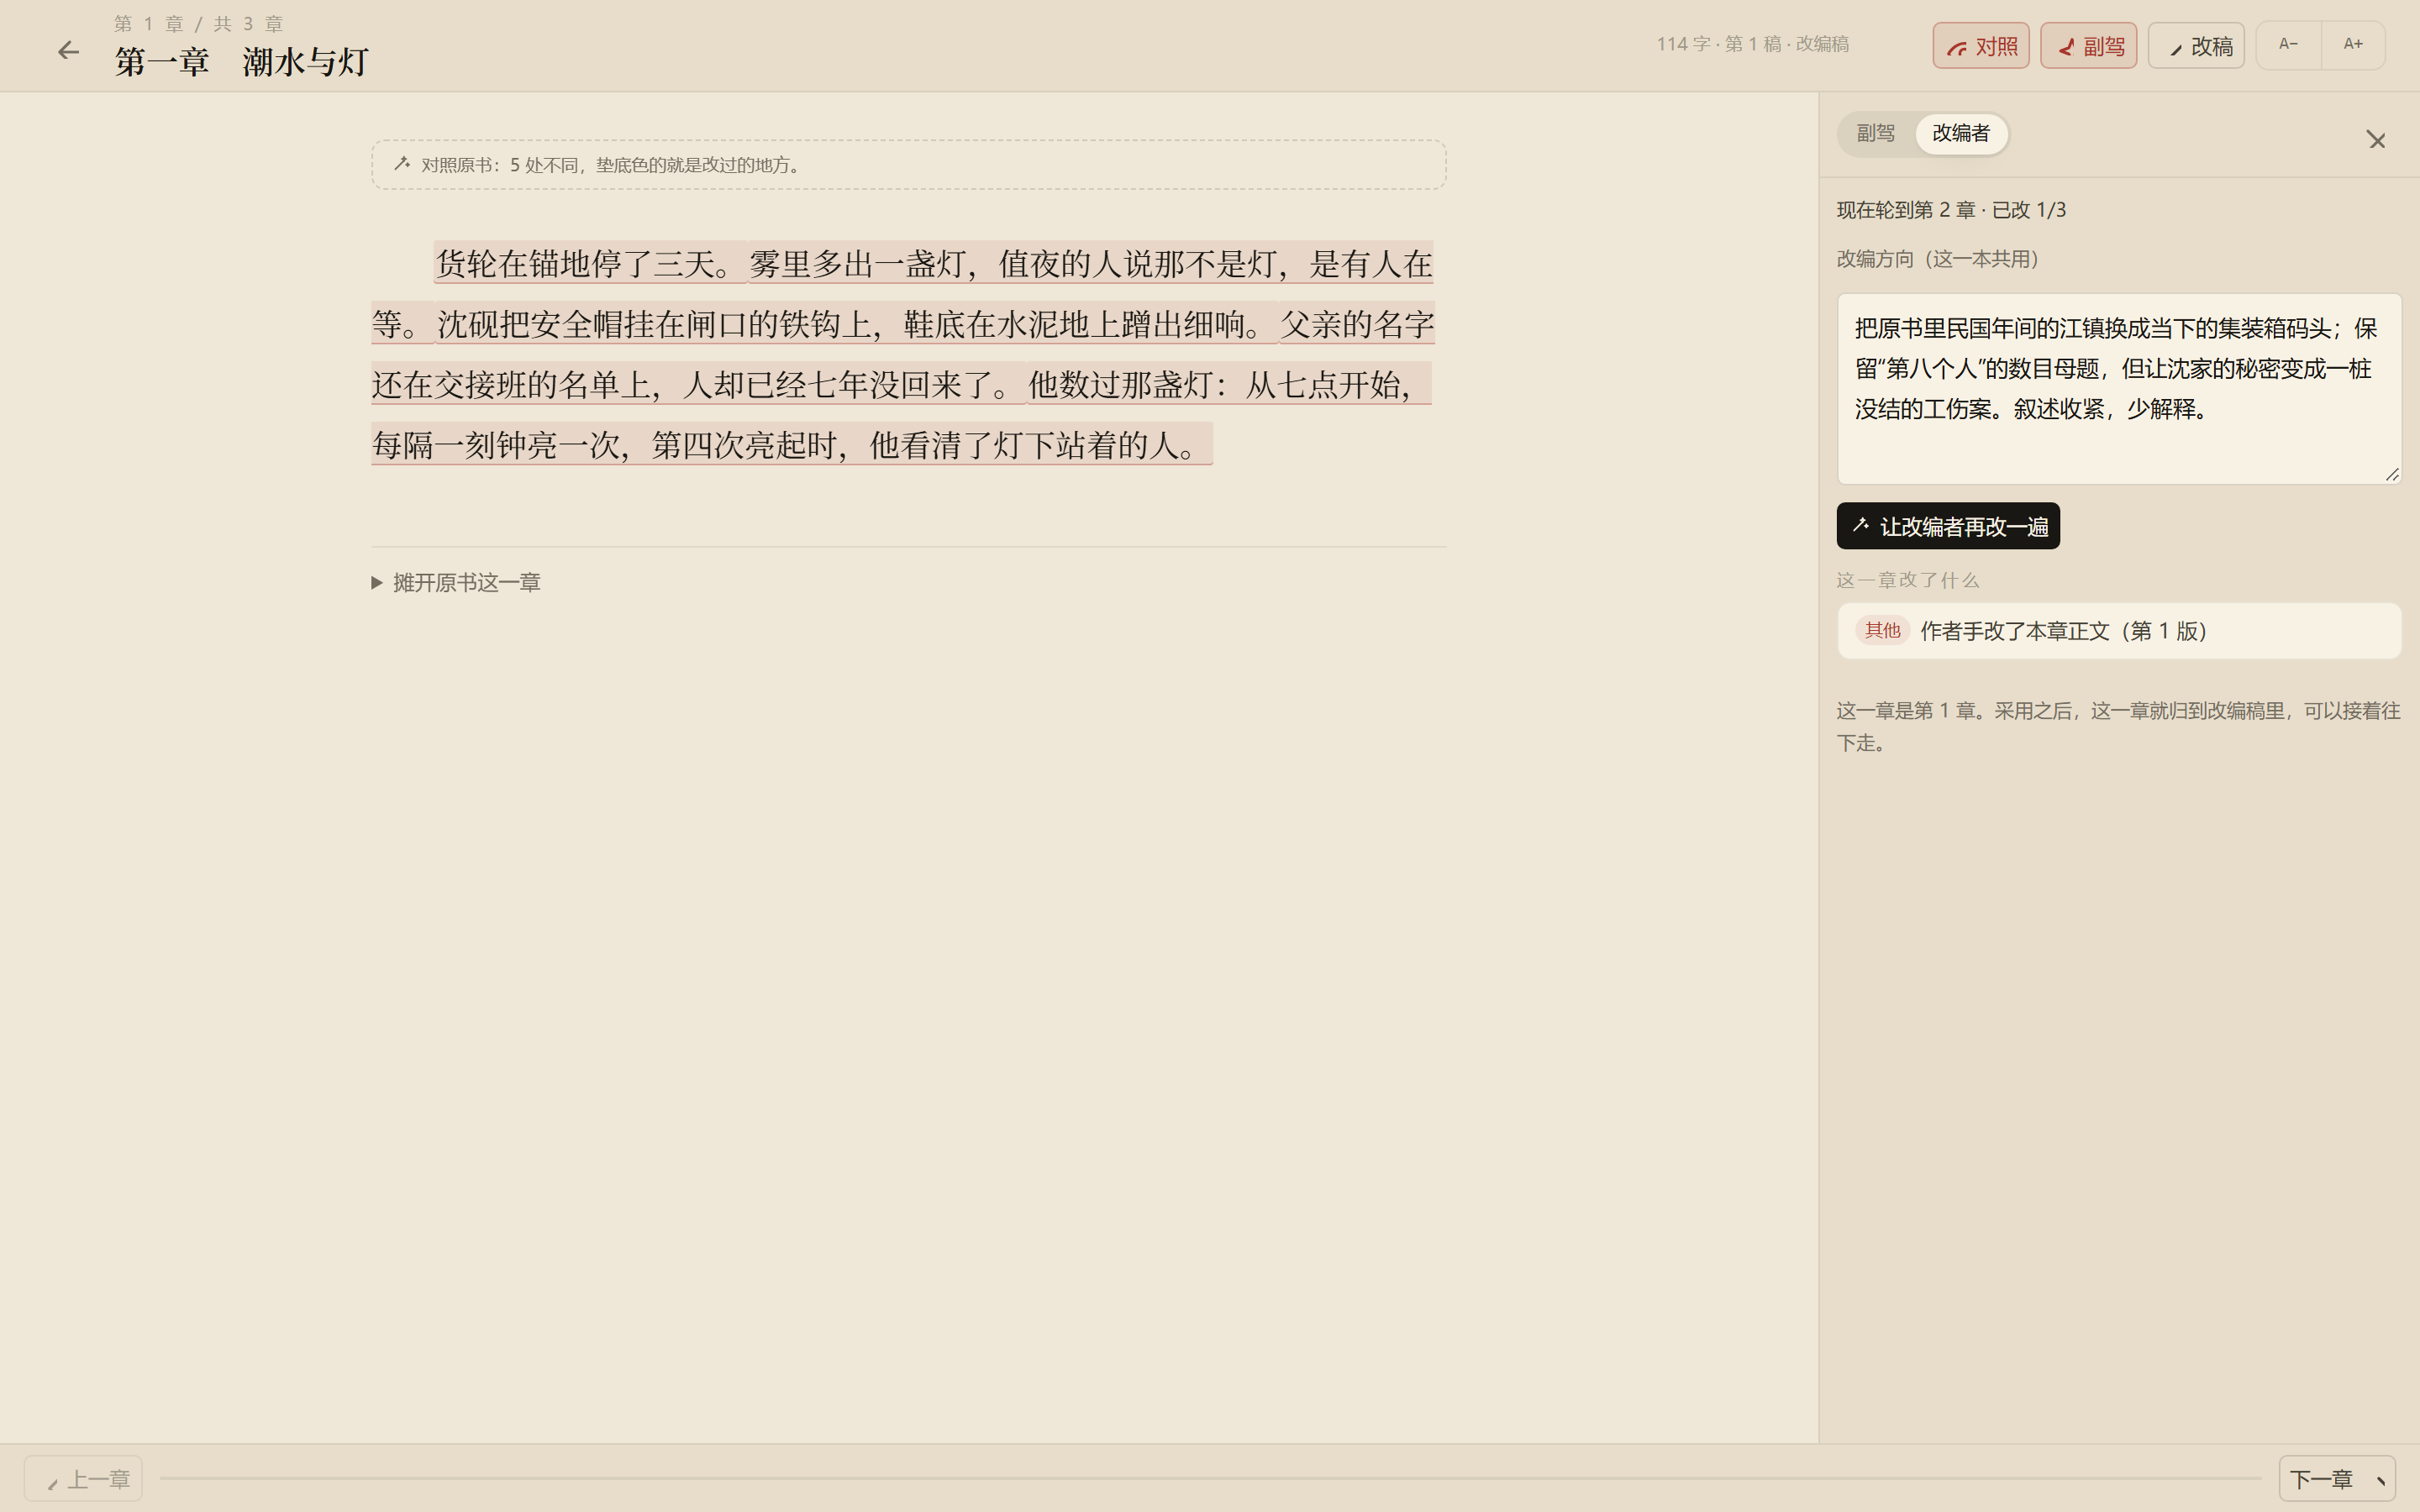 第 1 章 / 共 3 章
第一章　潮水与灯
114 字 · 第 1 稿 · 改编稿
对照
副驾
改稿
A−
A+
对照原书：5 处不同，垫底色的就是改过的地方。
货轮在锚地停了三天。雾里多出一盏灯，值夜的人说那不是灯，是有人在
等。沈砚把安全帽挂在闸口的铁钩上，鞋底在水泥地上蹭出细响。父亲的名字
还在交接班的名单上，人却已经七年没回来了。他数过那盏灯：从七点开始，
每隔一刻钟亮一次，第四次亮起时，他看清了灯下站着的人。
摊开原书这一章
副驾
改编者
现在轮到第 2 章 · 已改 1/3
改编方向（这一本共用）
把原书里民国年间的江镇换成当下的集装箱码头；保
留“第八个人”的数目母题，但让沈家的秘密变成一桩
没结的工伤案。叙述收紧，少解释。
让改编者再改一遍
这一章改了什么
其他 作者手改了本章正文（第 1 版）
这一章是第 1 章。采用之后，这一章就归到改编稿里，可以接着往
下走。
上一章
下一章